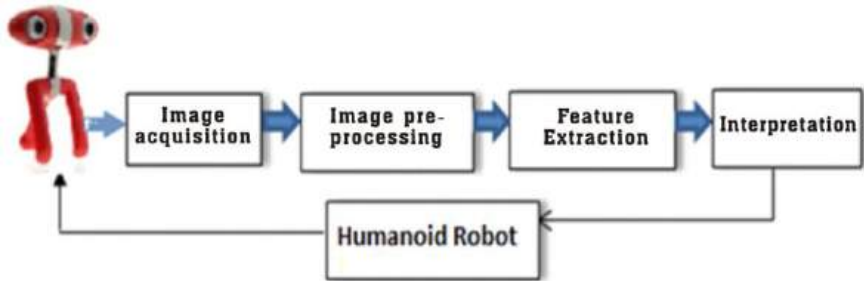 Image
acquisition
Image pre-
processing
Feature
Extraction
Interpretation
Humanoid Robot